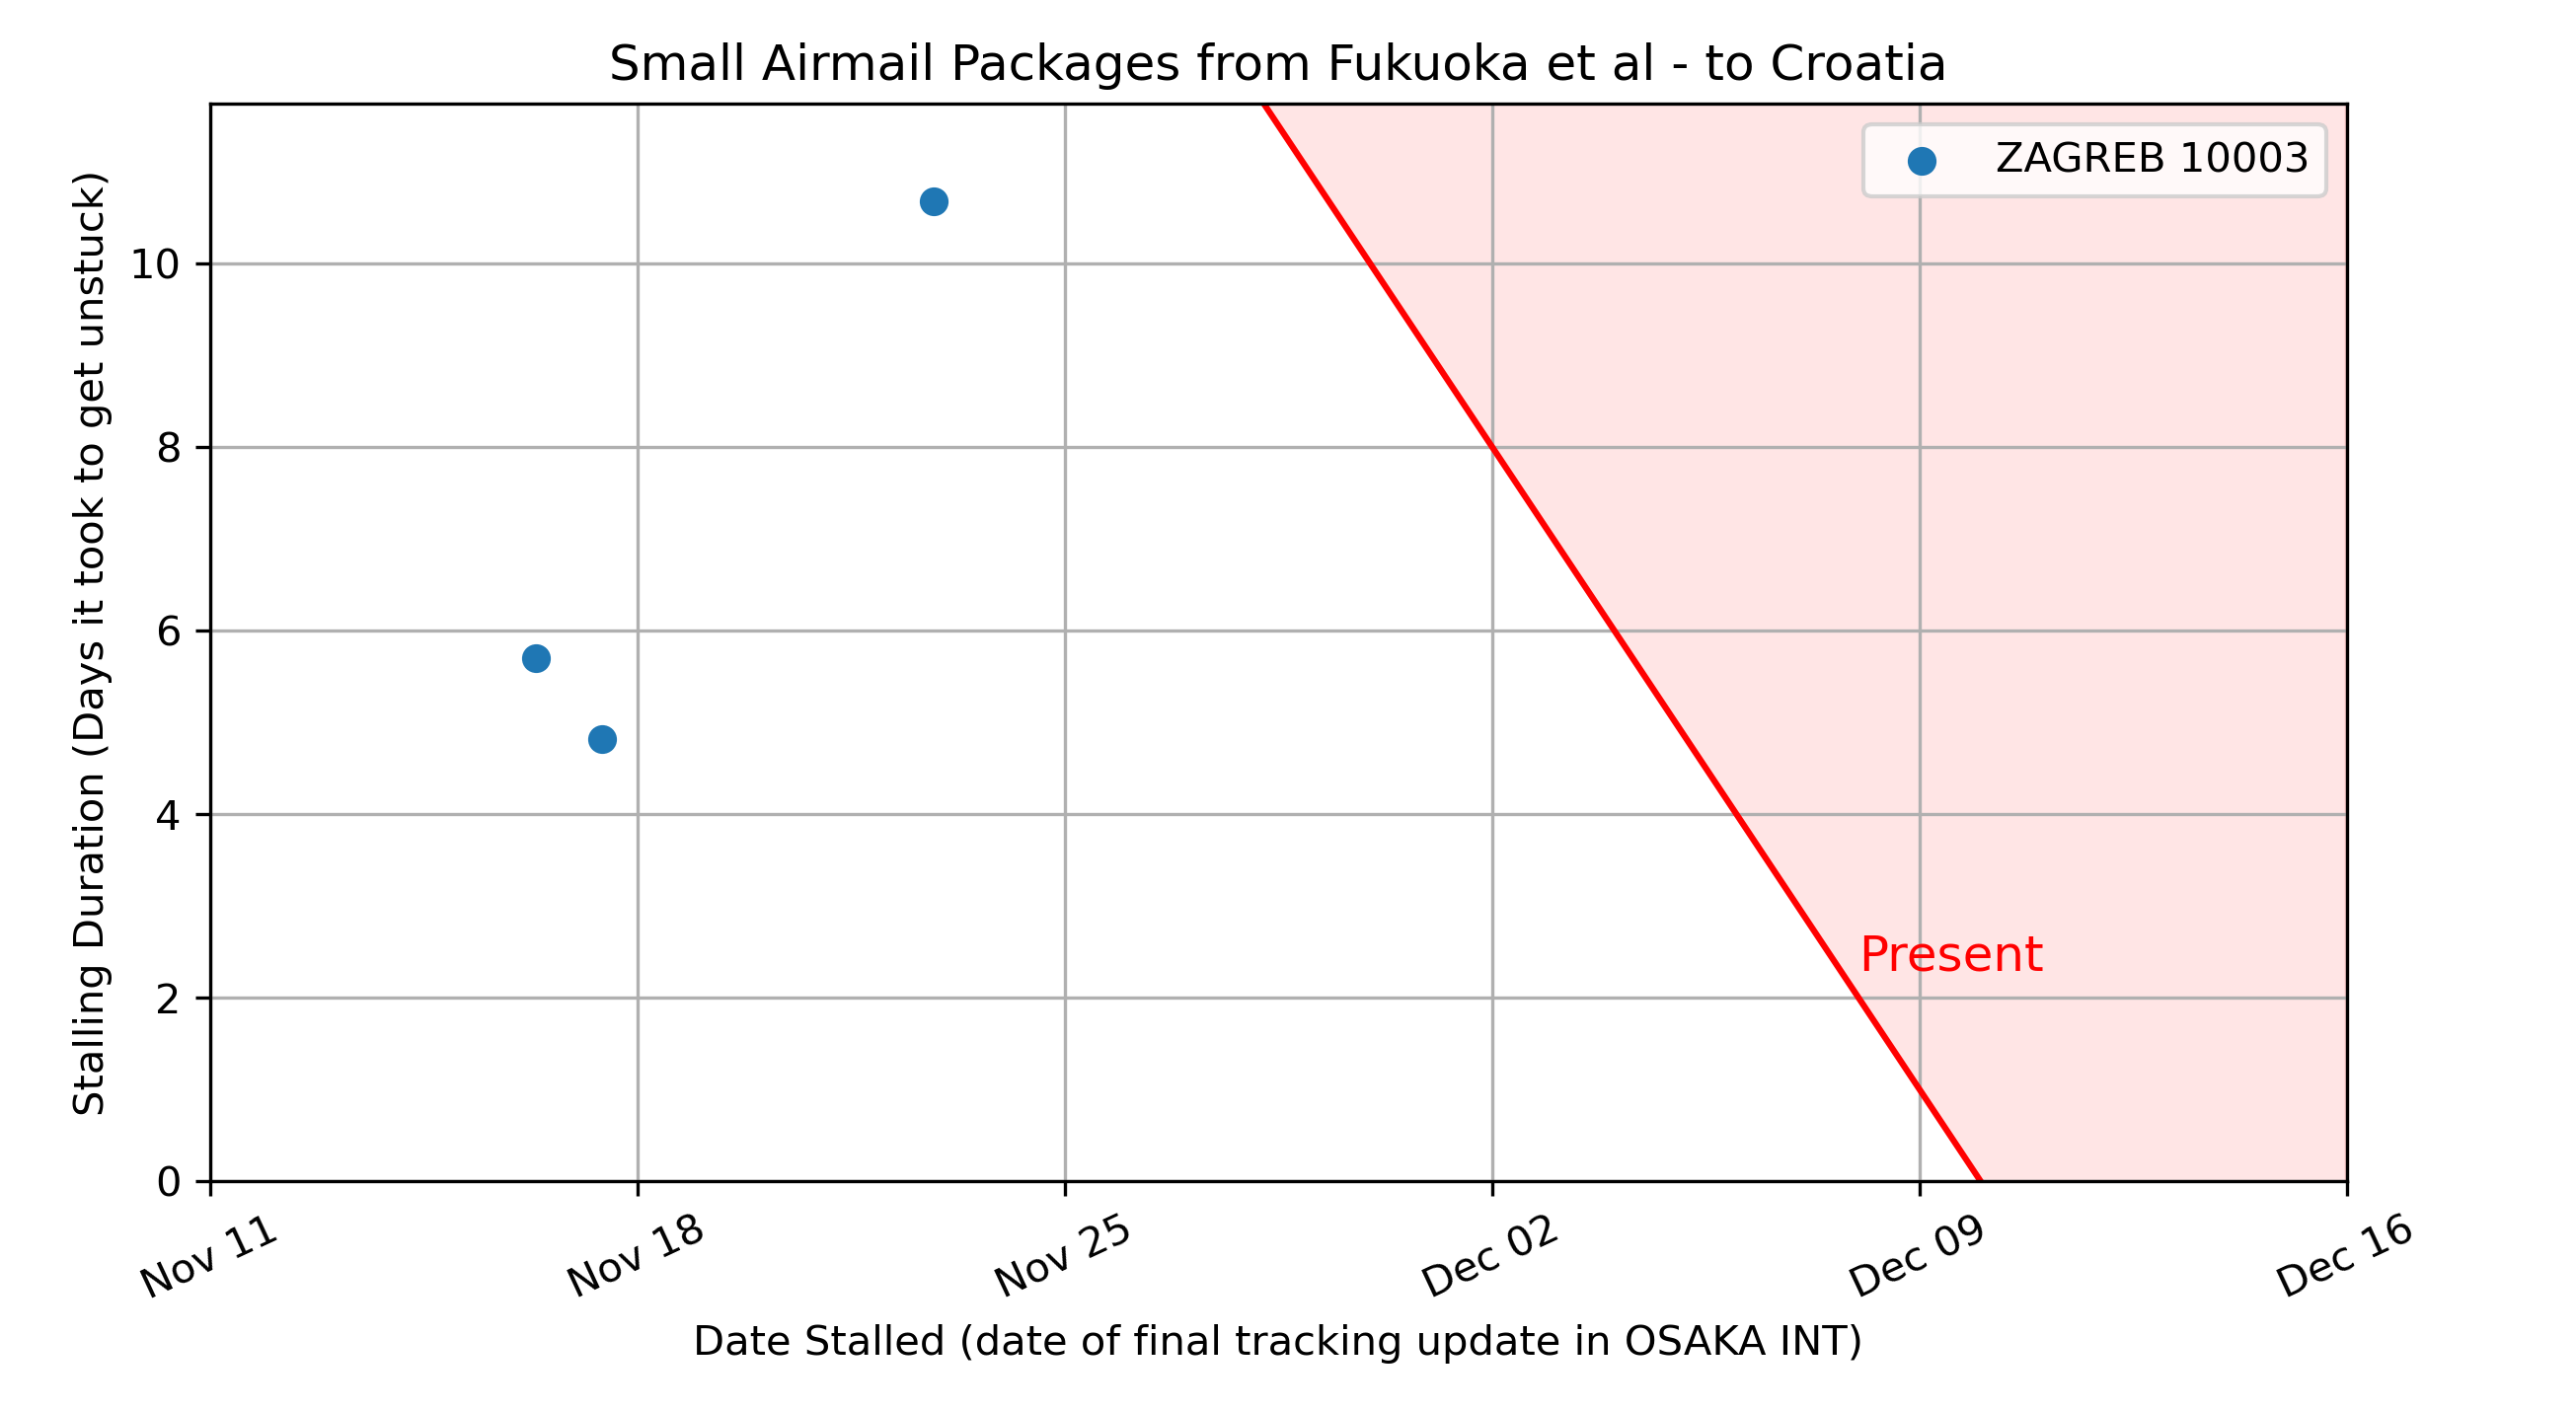 Small Airmail Packages from Fukuoka et al - to Croatia
ZAGREB 10003
Stalling Duration (Days it took to get unstuck)
10
8
6
4
2
0
Present
Nov 11
Nov 18
Nov 25
Dec 02
Dec 09
Dec 16
Date Stalled (date of final tracking update in OSAKA INT)